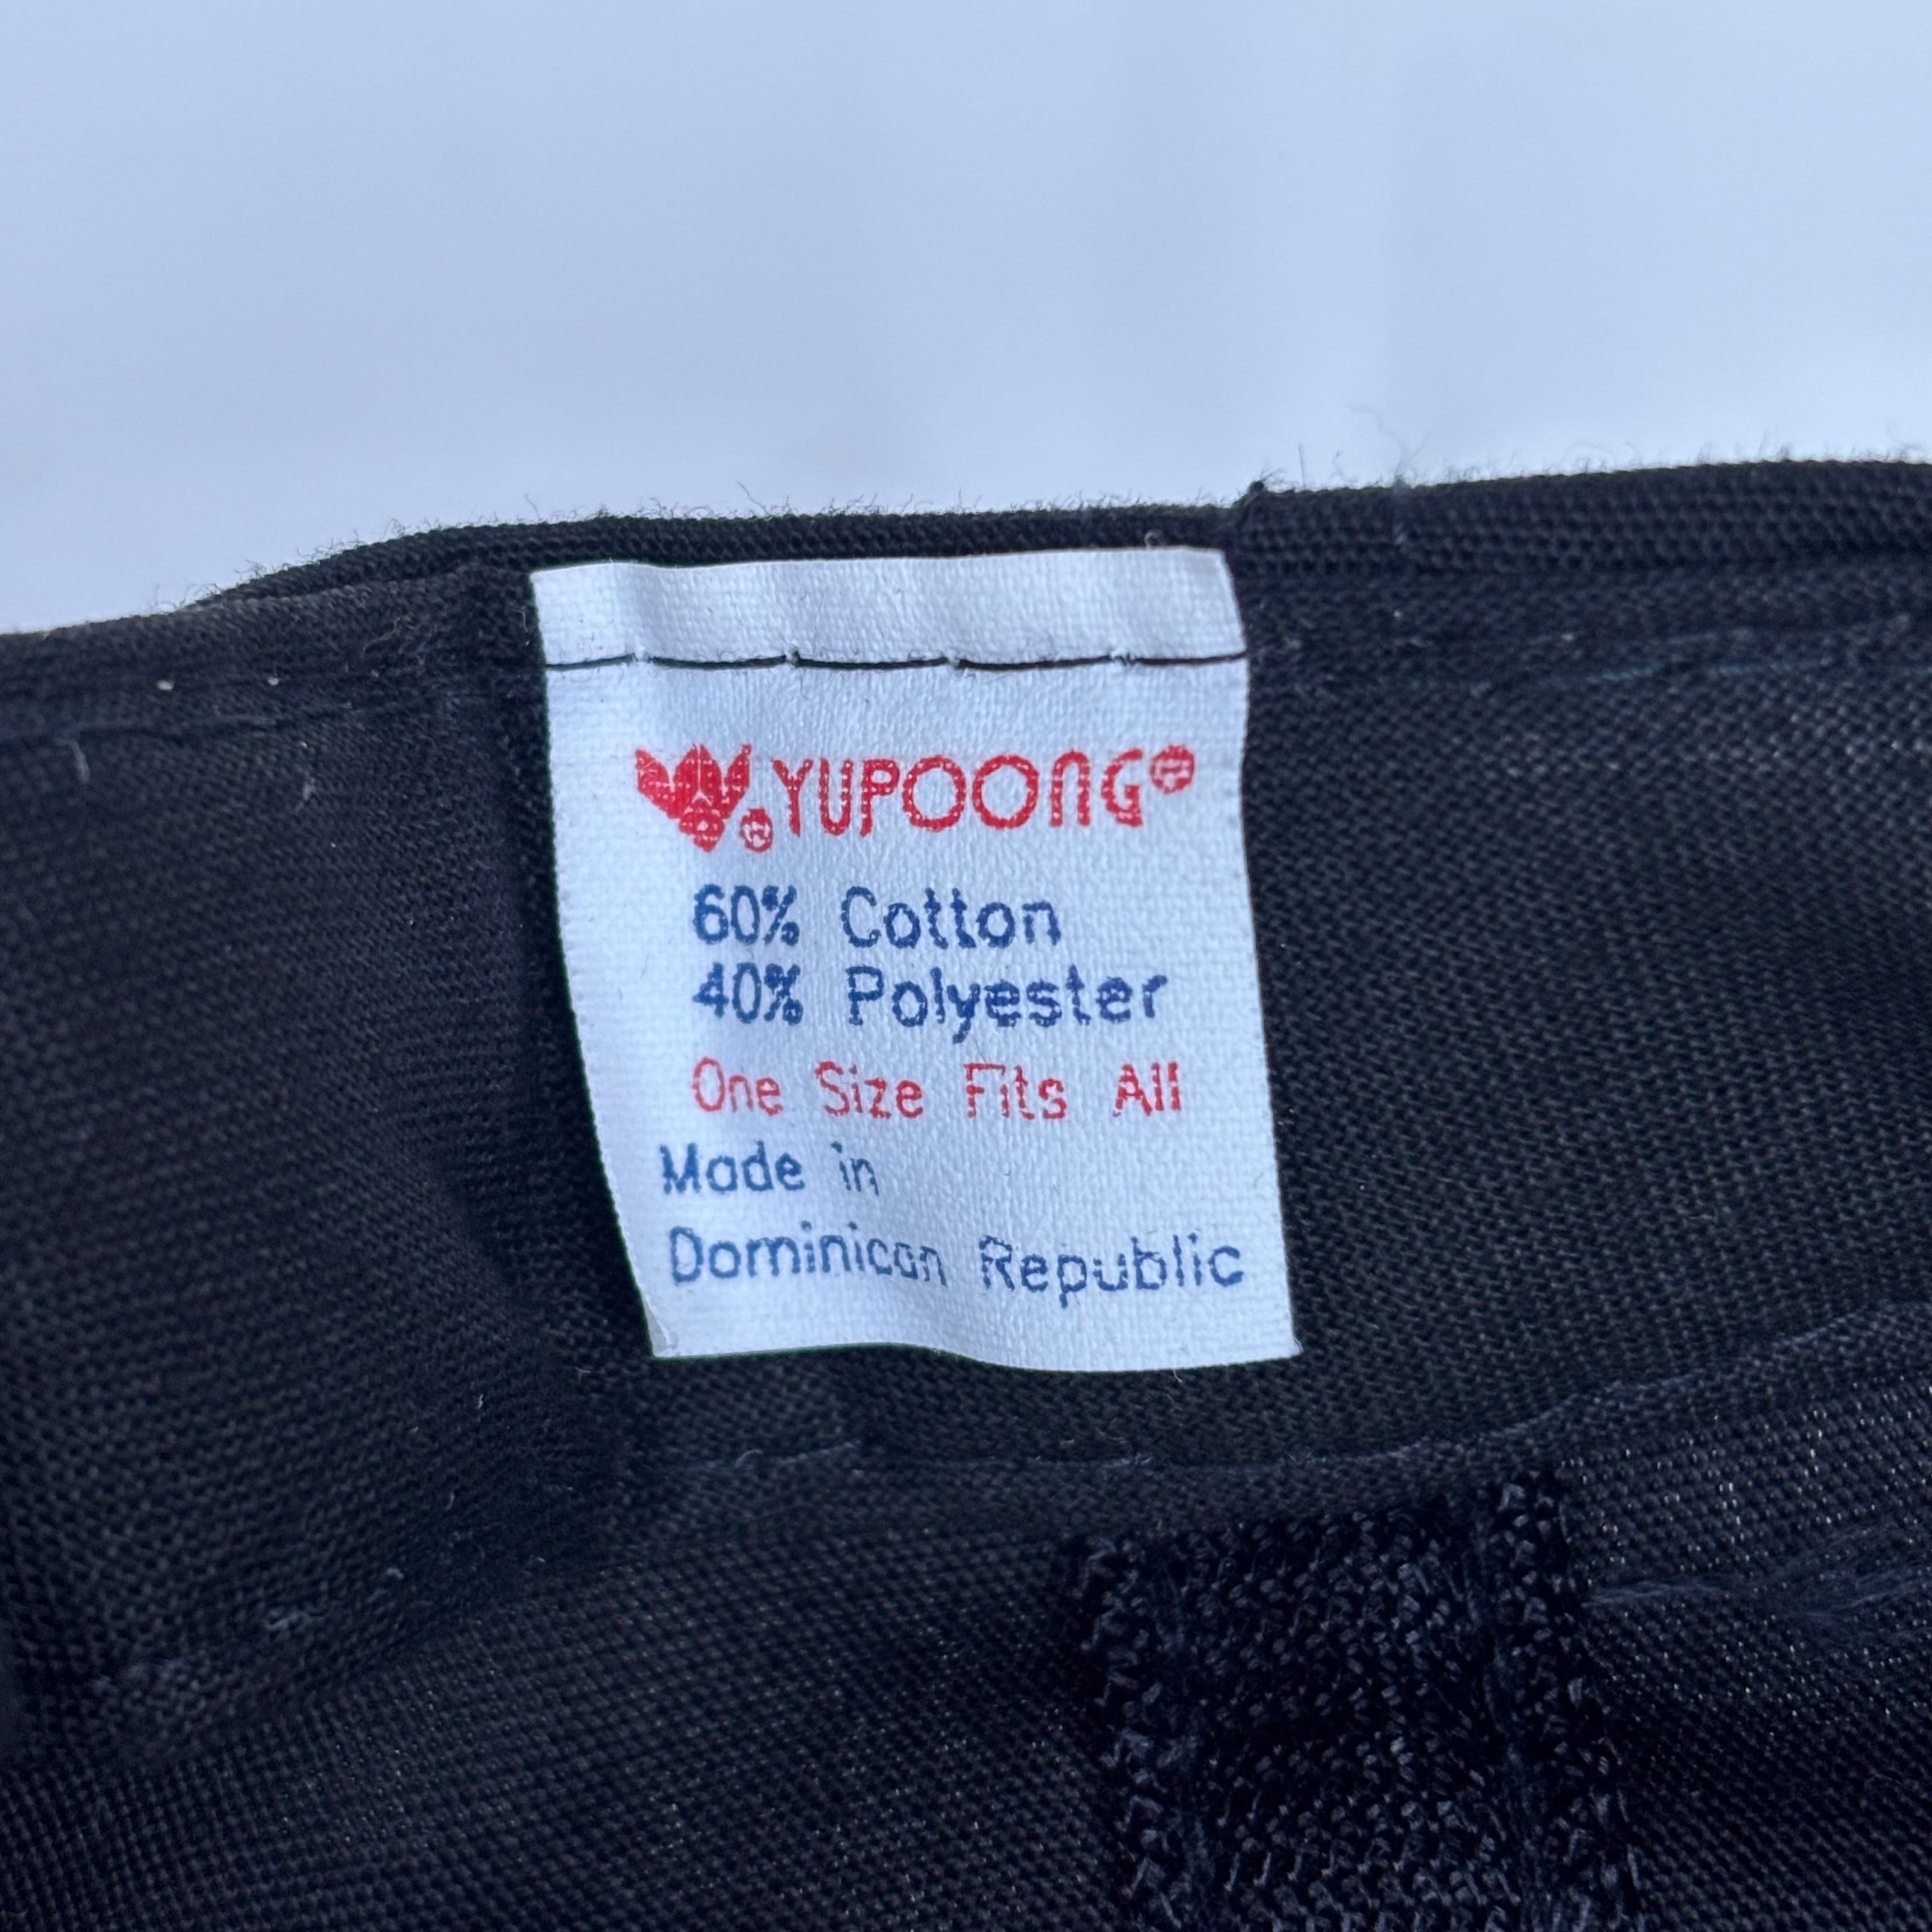 YUPOONG®
60% Cotton
40% Polyester
One Size Fits All
Made in
Dominican Republic